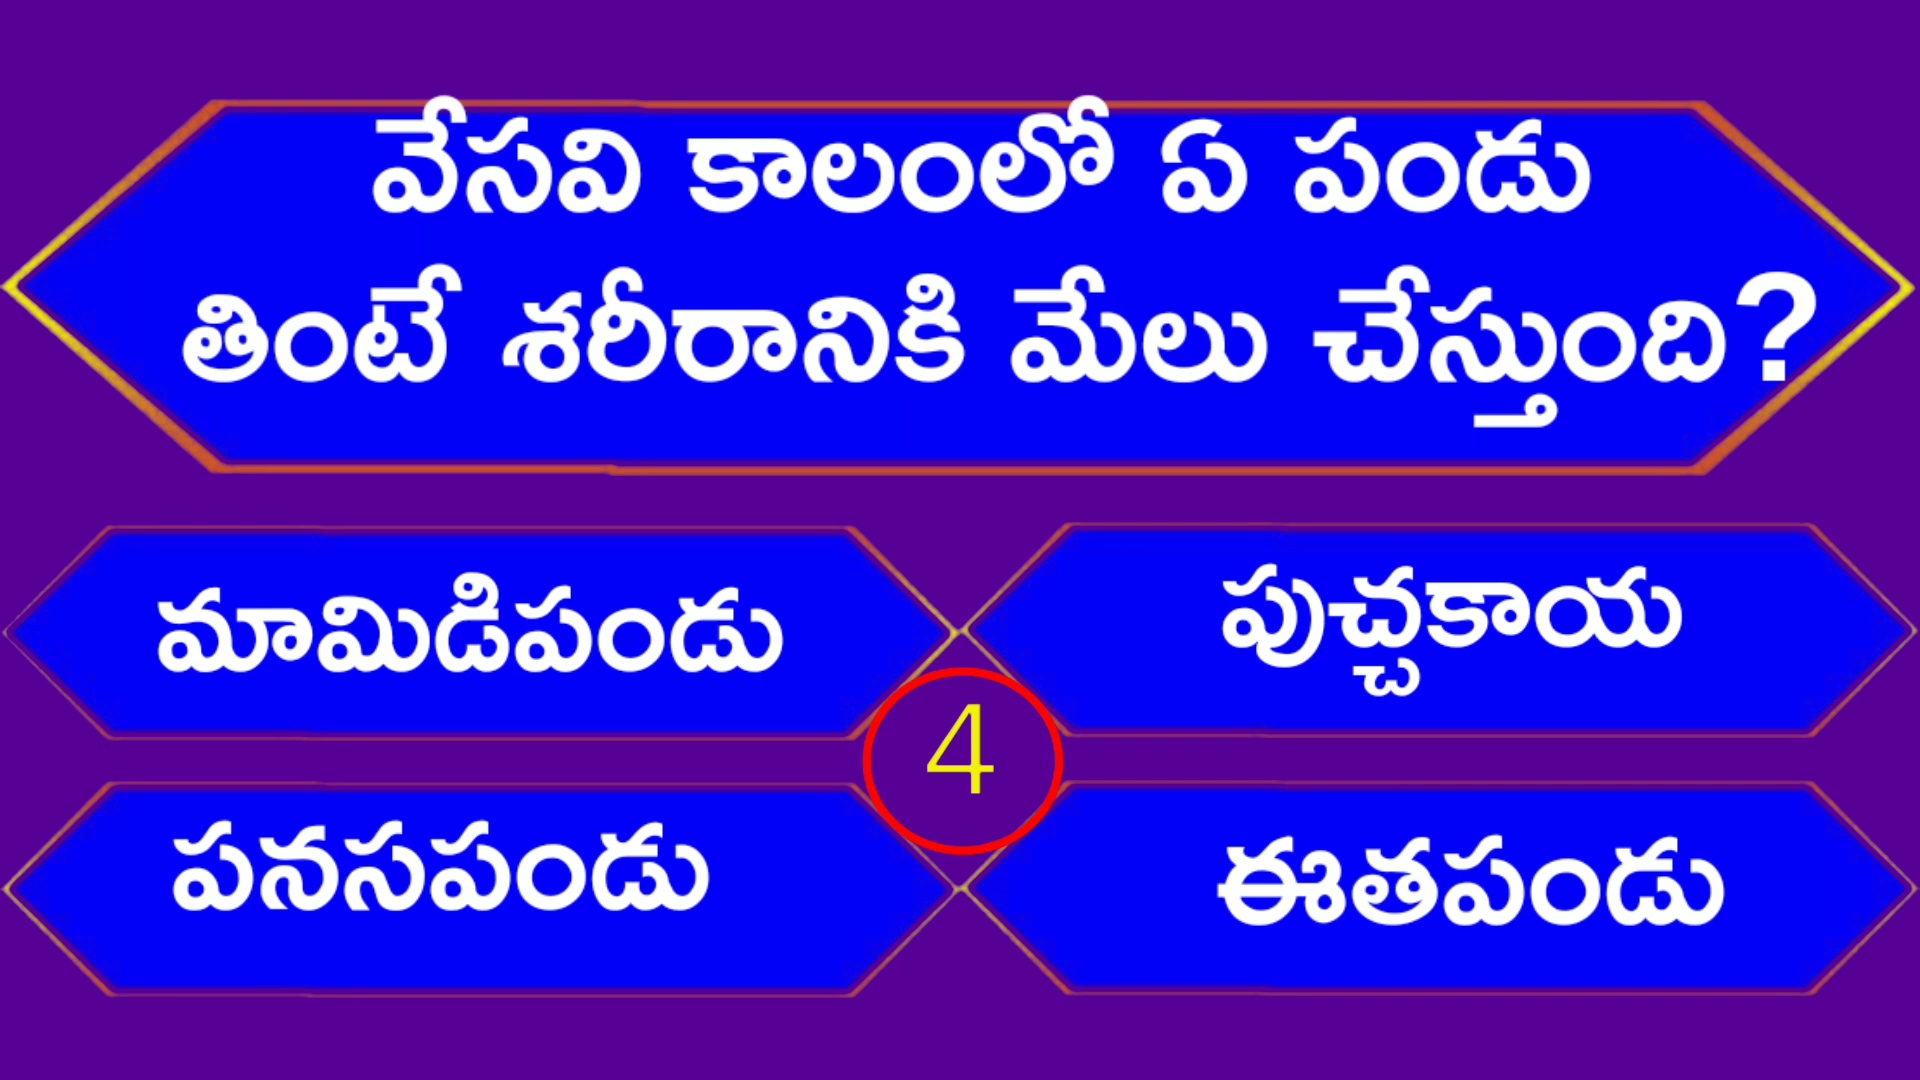 వేసవి కాలంలో ఏ పండు
తింటే శరీరానికి మేలు చేస్తుంది?
మామిడిపండు
పుచ్చకాయ
4
పనసపండు
ఈతపండు